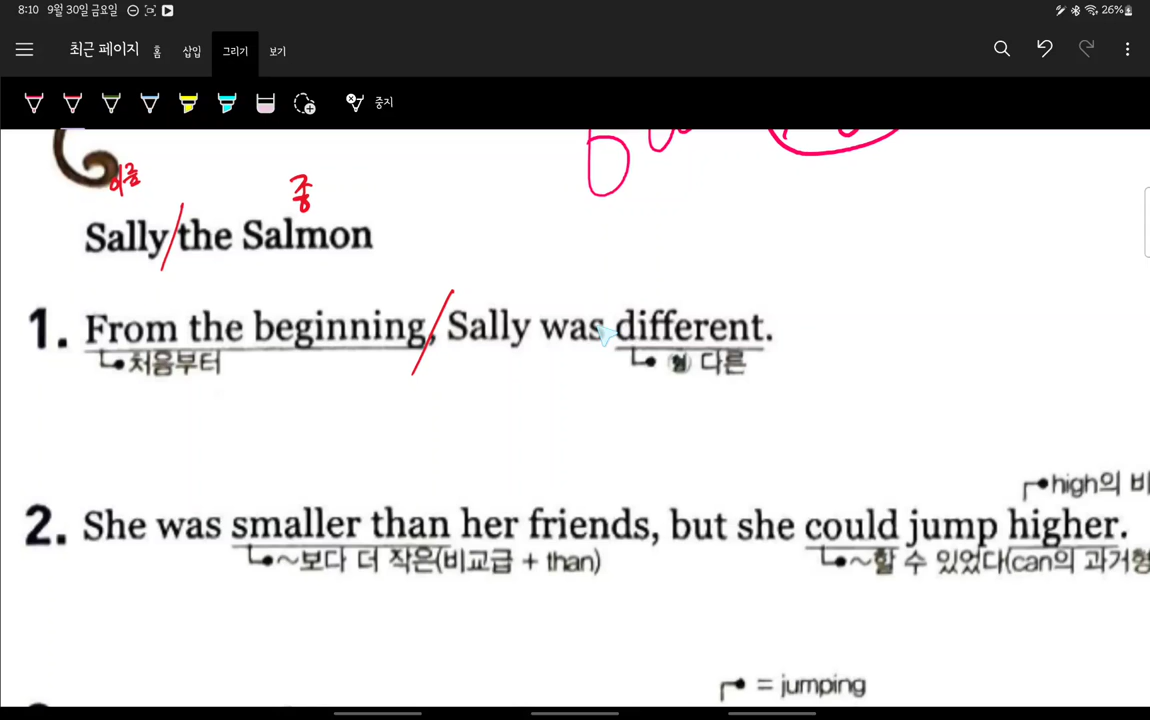 8:10 9월 30일 금요일
26%
최근 페이지 홈 삽입 그리기 보기
중지
이름
종
Sally the Salmon
1. From the beginning, Sally was different.
처음부터
형 다른
high의 비
2. She was smaller than her friends, but she could jump higher.
~보다 더 작은(비교급 + than)
~할 수 있었다(can의 과거형
= jumping